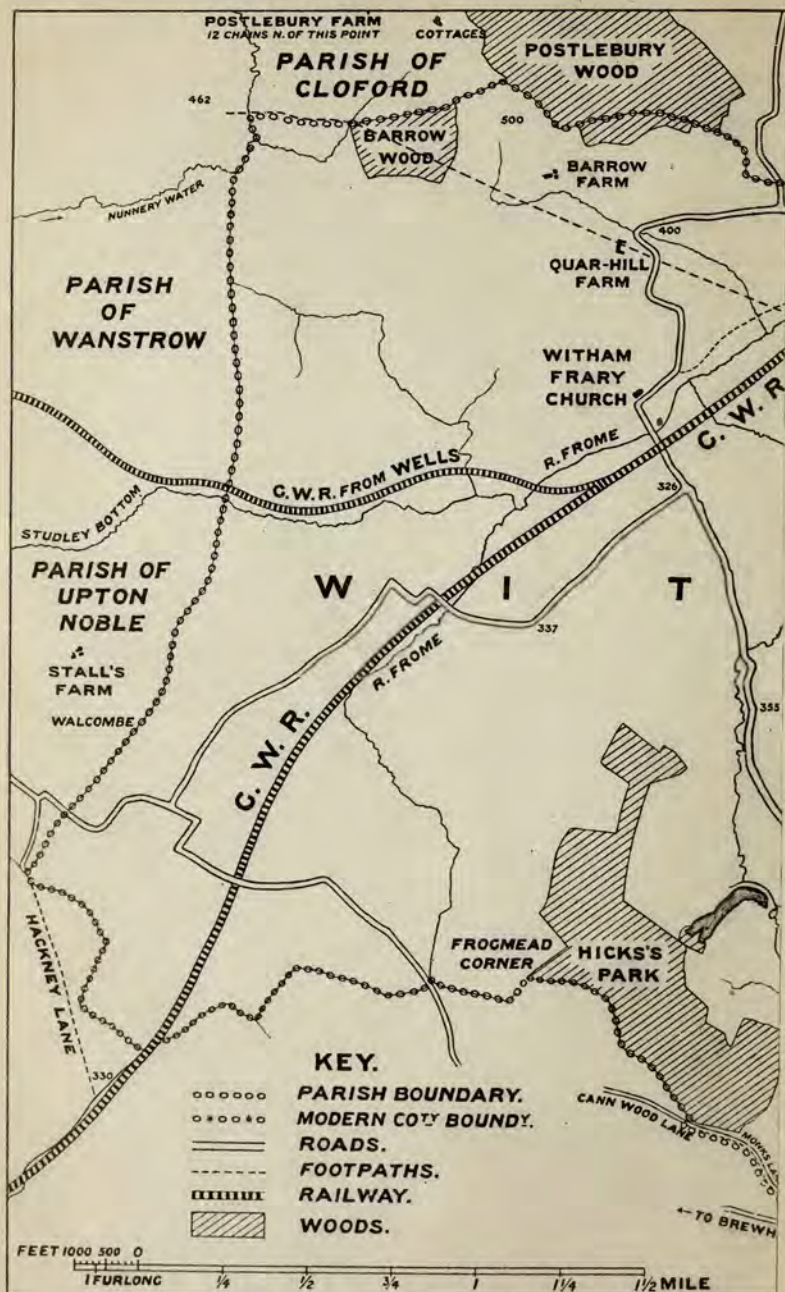 POSTLEBURY FARM
12 CHAINS N. OF THIS POINT
COTTAGES
POSTLEBURY
WOOD
PARISH OF
CLOFORD
462
500
BARROW
WOOD
BARROW
FARM
NUNNERY WATER
400
QUAR-HILL
FARM
PARISH
OF
WANSTROW
WITHAM
FRARY
CHURCH
G. W. R.
R. FROME
G.W.R FROM WELLS
326
STUDLEY BOTTOM
PARISH OF
UPTON
NOBLE
W I T
337
STALL'S
FARM
R. FROME
WALCOMBE
355
G. W. R.
HACKNEY LANE
FROGMEAD
CORNER
HICKS'S
PARK
330
KEY.
PARISH BOUNDARY.
MODERN COTY BOUNDY.
ROADS.
FOOTPATHS.
RAILWAY.
WOODS.
CANN WOOD LANE
MONKS LA
←TO BREWH
FEET 1000 500 0
1 FURLONG 1/4 1/2 3/4 1 1 1/4 1 1/2 MILE